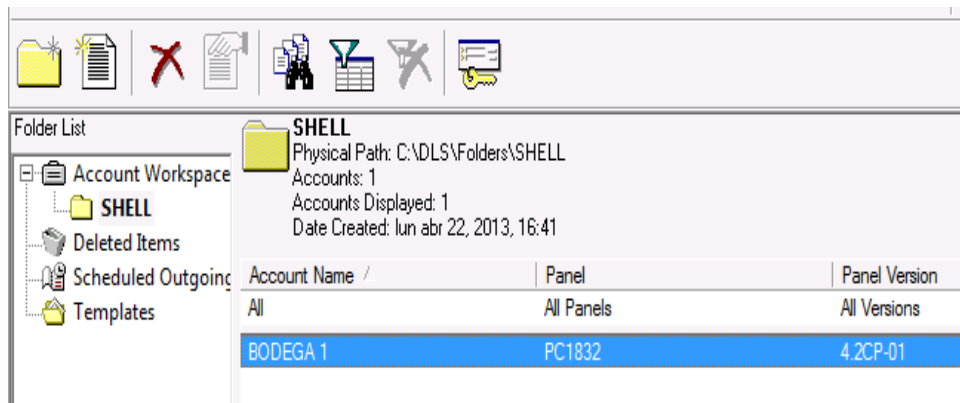 Folder List
Account Workspace
SHELL
Deleted Items
Scheduled Outgoing
Templates
SHELL
Physical Path: C:\DLS\Folders\SHELL
Accounts: 1
Accounts Displayed: 1
Date Created: lun abr 22, 2013, 16:41
Account Name / Panel Panel Version
All All Panels All Versions
BODEGA 1 PC1832 4.2CP-01